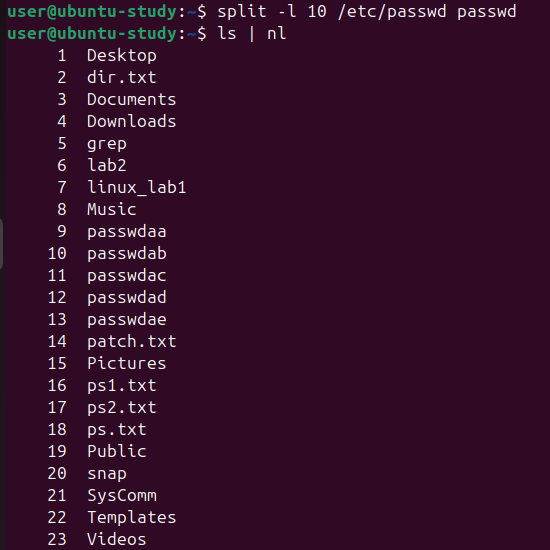 user@ubuntu-study:~$ split -l 10 /etc/passwd passwd
user@ubuntu-study:~$ ls | nl
1 Desktop
2 dir.txt
3 Documents
4 Downloads
5 grep
6 lab2
7 linux_lab1
8 Music
9 passwdaa
10 passwdab
11 passwdac
12 passwdad
13 passwdae
14 patch.txt
15 Pictures
16 ps1.txt
17 ps2.txt
18 ps.txt
19 Public
20 snap
21 SysComm
22 Templates
23 Videos